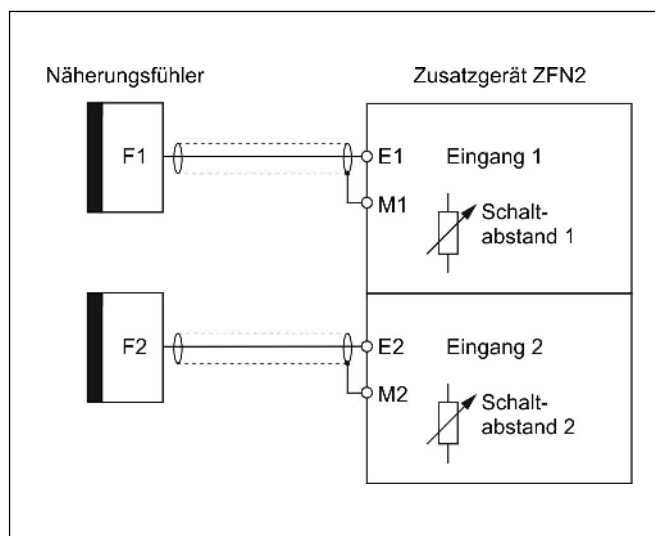 Näherungsfühler
Zusatzgerät ZFN2
F1
E1
Eingang 1
M1
Schalt-
abstand 1
F2
E2
Eingang 2
M2
Schalt-
abstand 2